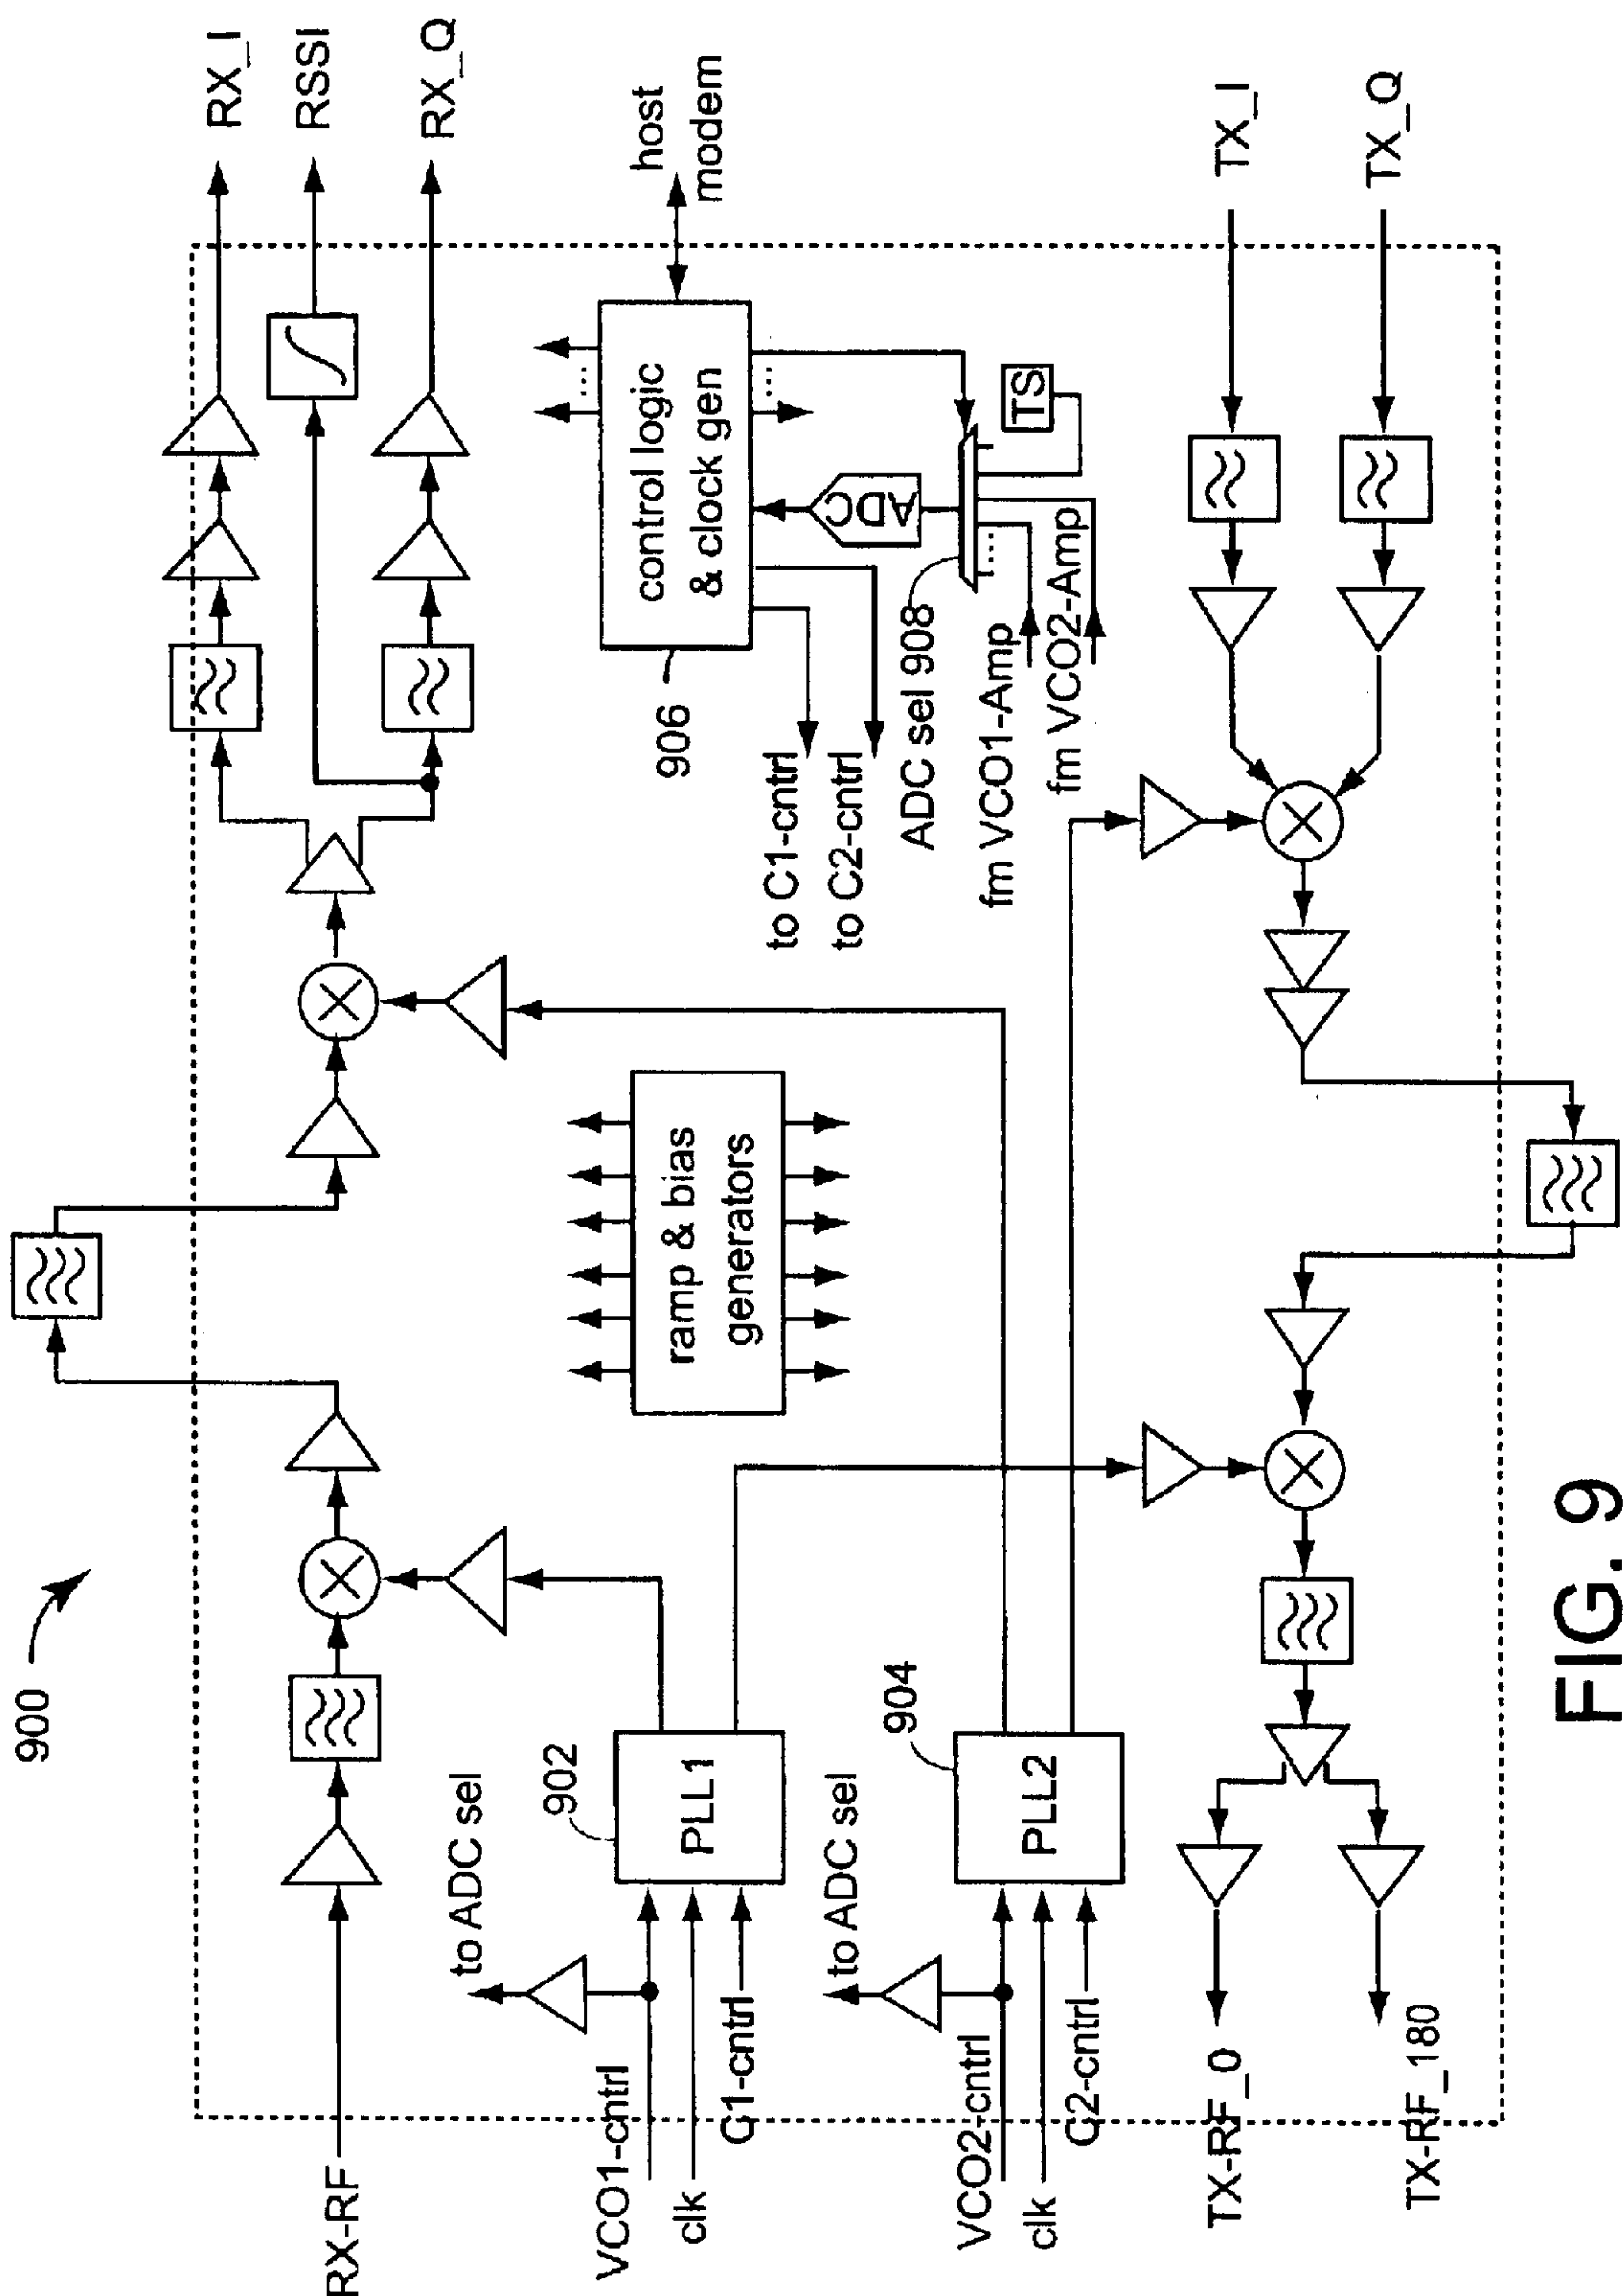 900
RX-RF
RX_I
RSSI
RX_Q
to ADC sel
902
VCO1-cntrl
clk
C1-cntrl
PLL1
ramp & bias
generators
control logic
& clock gen
host
modem
906
to C1-cntrl
to C2-cntrl
ADC
TS
ADC sel 908
fm VCO1-Amp
fm VCO2-Amp
to ADC sel
904
VCO2-cntrl
clk
C2-cntrl
PLL2
TX-RF_0
TX-RF_180
TX_I
TX_Q
FIG. 9